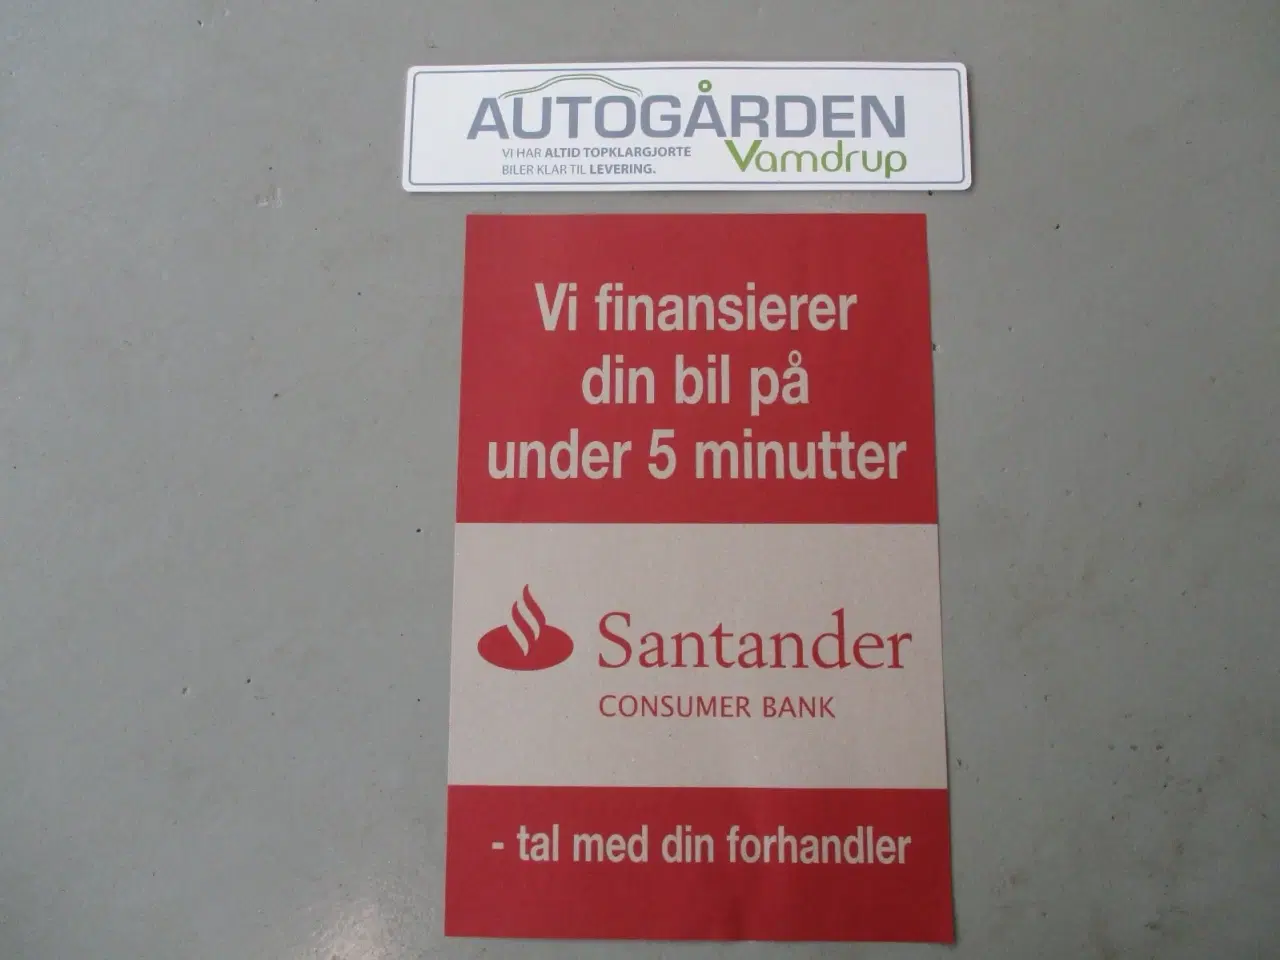 AUTOGÅRDEN
VI HAR ALTID TOPKLARGJORTE
BILER KLAR TIL LEVERING.
Vamdrup
Vi finansierer
din bil på
under 5 minutter
Santander
CONSUMER BANK
- tal med din forhandler